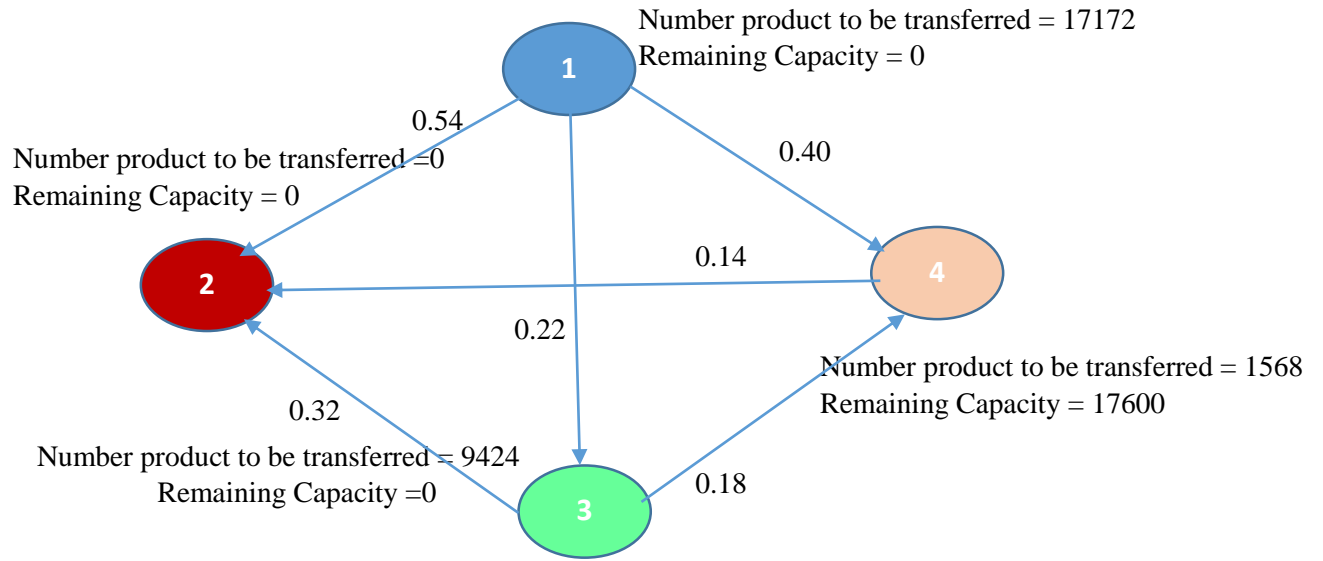 Number product to be transferred = 17172
Remaining Capacity = 0
1
0.54
0.40
Number product to be transferred =0
Remaining Capacity = 0
2
0.14
4
0.22
Number product to be transferred = 1568
Remaining Capacity = 17600
0.32
Number product to be transferred = 9424
Remaining Capacity =0
0.18
3